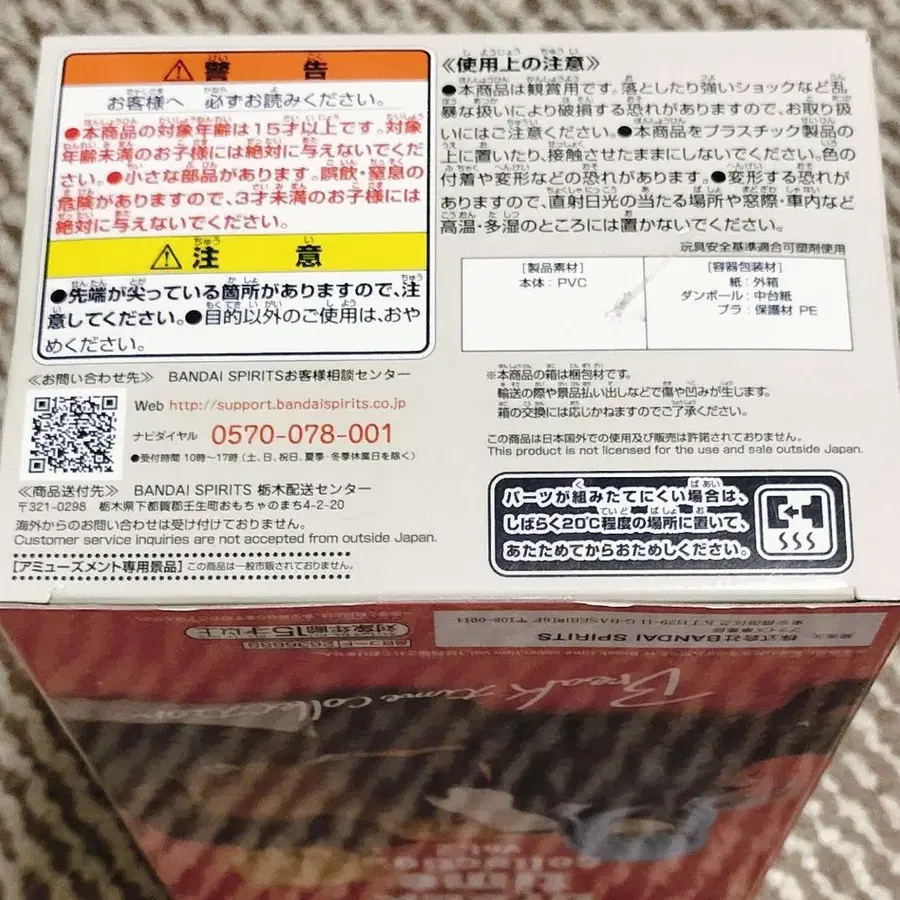 警告
お客様へ 必ずお読みください。
●本商品の対象年齢は15才以上です。対象
年齢未満のお子様には絶対に与えないでくだ
さい。●小さな部品があります。誤飲・窒息の
危険がありますので、3才未満のお子様には
絶対に与えないでください。
注意
●先端が尖っている箇所がありますので、注
意してください。●目的以外のご使用は、おや
めください。
《お問い合わせ先》 BANDAI SPIRITSお客様相談センター
Web http://support.bandaispirits.co.jp
ナビダイヤル 0570-078-001
●受付時間 10時〜17時(土、日、祝日、夏季・冬季休業日を除く)
《商品送付先》 BANDAI SPIRITS 栃木配送センター
〒321-0298 栃木県下都賀郡壬生町おもちゃのまち4-2-20
海外からのお問い合わせは受け付けておりません。
Customer service inquiries are not accepted from outside Japan.
[アミューズメント専用景品] この商品は一般市販されておりません。
《使用上の注意》
●本商品は観賞用です。落としたり強いショックなど乱
暴な扱いにより破損する恐れがありますので、お取り扱
いにはご注意ください。●本商品をプラスチック製品の
上に置いたり、接触させたままにしないでください。色の
付着や変形などの恐れがあります。●変形する恐れが
ありますので、直射日光の当たる場所や窓際・車内など
高温・多湿のところには置かないでください。
玩具安全基準適合可塑剤使用
[製品素材]
本体:PVC
[容器包装材]
紙:外箱
ダンボール:中台紙
プラ:保護材 PE
※本商品の箱は梱包材です。
輸送の際や景品払い出しなどで傷や凹みが生じます。
箱の交換には応じかねますのでご了承ください。
この商品は日本国外での使用及び販売は許諾されておりません。
This product is not licensed for the use and sale outside Japan.
パーツが組みたてにくい場合は、
しばらく20℃程度の場所に置いて、
あたためてからおためしください。
対象年齢15才以上
発売元
株式会社BANDAI SPIRITS
Break time collection